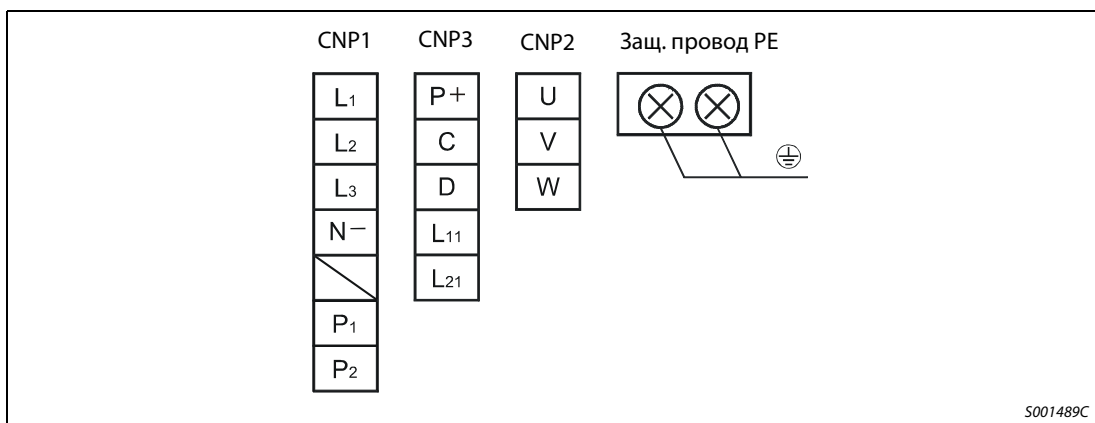 CNP1 CNP3 CNP2 Защ. провод PE
L1 P+ U
L2 C V
L3 D W
N− L11
L21
P1
P2
S001489C